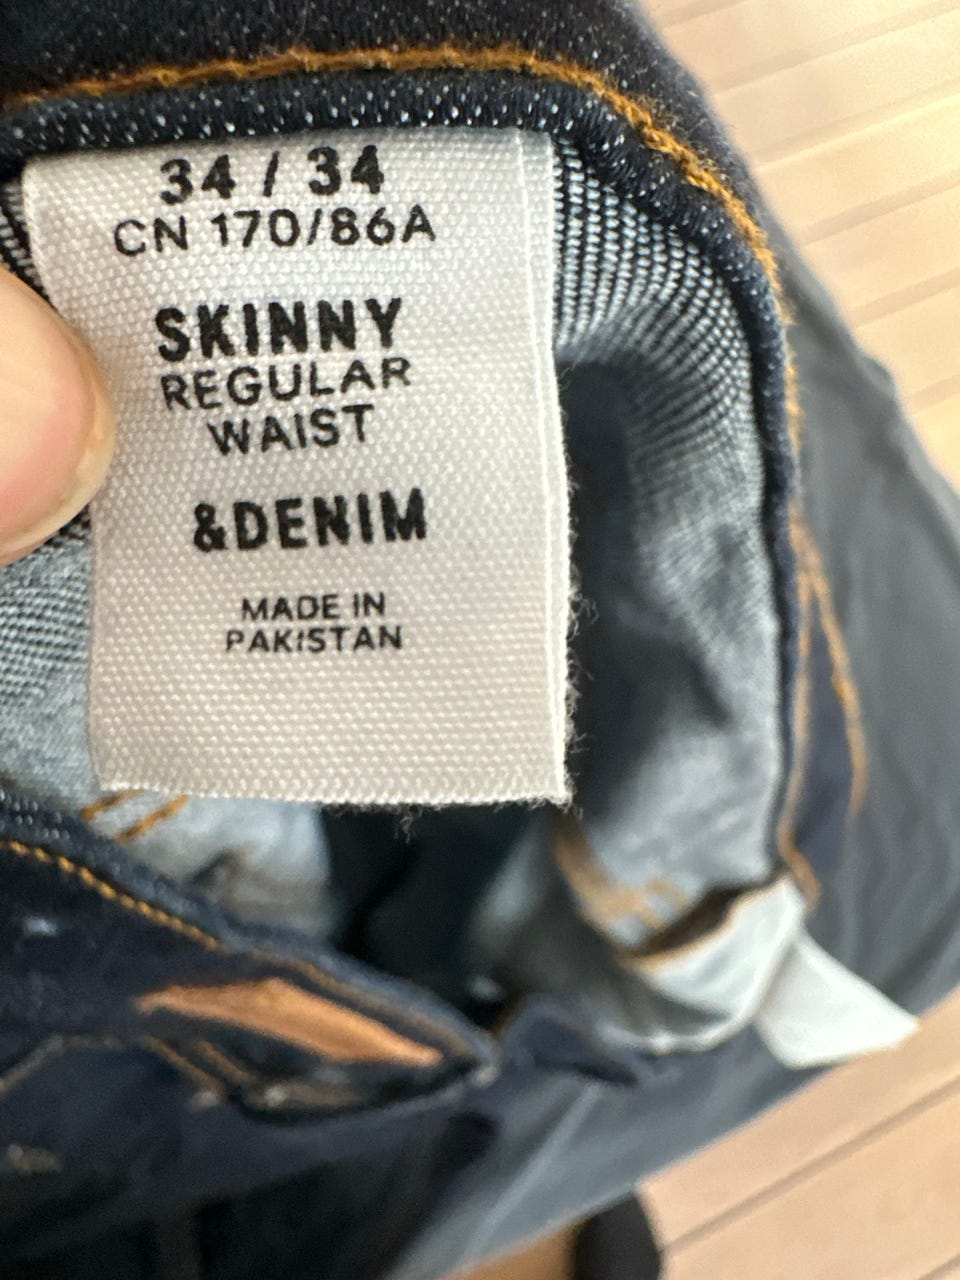 34 / 34
CN 170/86A
SKINNY
REGULAR
WAIST
&DENIM
MADE IN
PAKISTAN